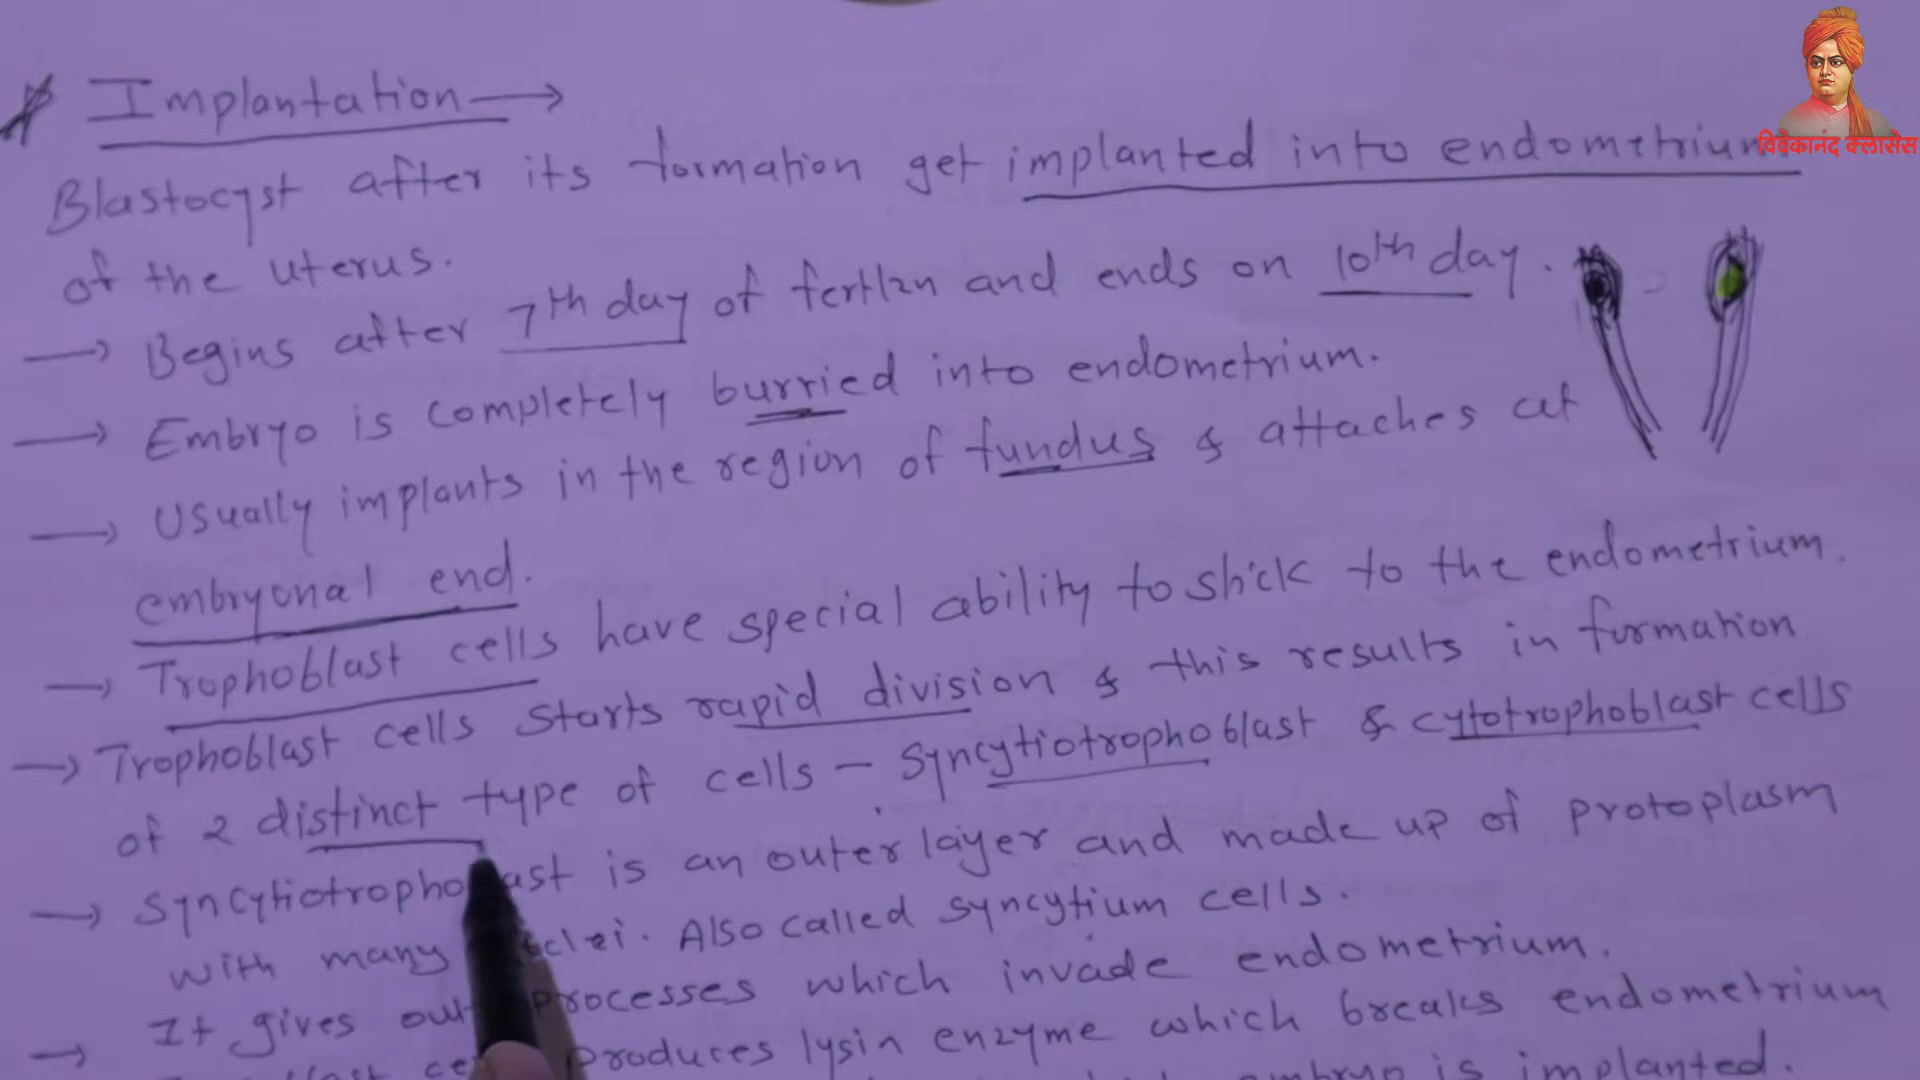 Implantation →
Blastocyst after its formation get implanted into endometrium
of the uterus.
→ Begins after 7th day of fertlzn and ends on 10th day.
→ Embryo is completely burried into endometrium.
→ Usually implants in the region of fundus & attaches at
embryonal end.
→ Trophoblast cells have special ability to stick to the endometrium.
→ Trophoblast cells starts rapid division & this results in formation
of 2 distinct type of cells - Syncytiotrophoblast & cytotrophoblast cells
→ Syncytiotropho ast is an outer layer and made up of protoplasm
with many clei. Also called syncytium cells.
It gives out processes which invade endometrium.
→ ce produces lysin enzyme which breaks endometrium
embryo is implanted.
विवेकानंद क्लासेस